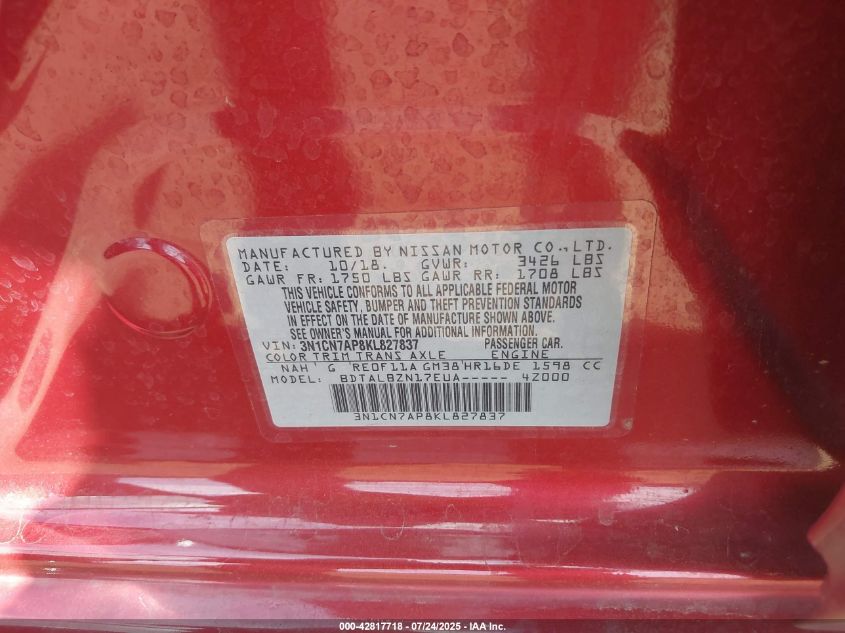 MANUFACTURED BY NISSAN MOTOR CO., LTD.
DATE: 10/18. GVWR: 3426 LBS
GAWR FR: 1750 LBS GAWR RR: 1708 LBS
THIS VEHICLE CONFORMS TO ALL APPLICABLE FEDERAL MOTOR
VEHICLE SAFETY, BUMPER AND THEFT PREVENTION STANDARDS
IN EFFECT ON THE DATE OF MANUFACTURE SHOWN ABOVE.
SEE OWNER'S MANUAL FOR ADDITIONAL INFORMATION.
VIN: 3N1CN7AP8KL827837 PASSENGER CAR.
COLOR TRIM TRANS AXLE ENGINE
NAH G RE0F11A GM38 HR16DE 1598 CC
MODEL: BDTALBZN17EUA----- 42000
3N1CN7AP8KL827837
000-42817718 - 07/24/2025 - IAA Inc.